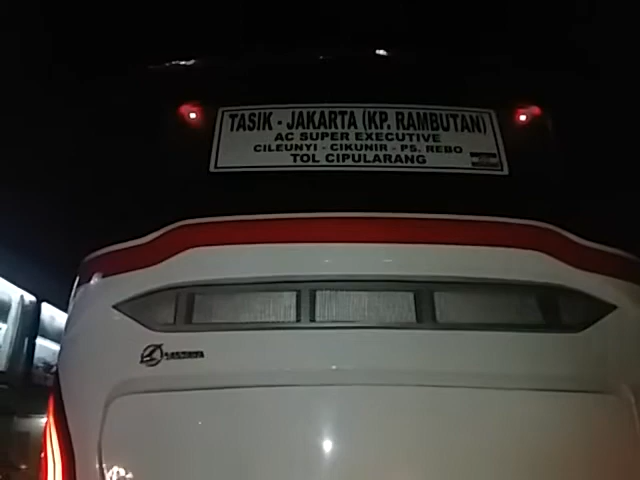 TASIK - JAKARTA (KP. RAMBUTAN)
AC SUPER EXECUTIVE
CILEUNYI - CIKUNIR - PS. REBO
TOL CIPULARANG